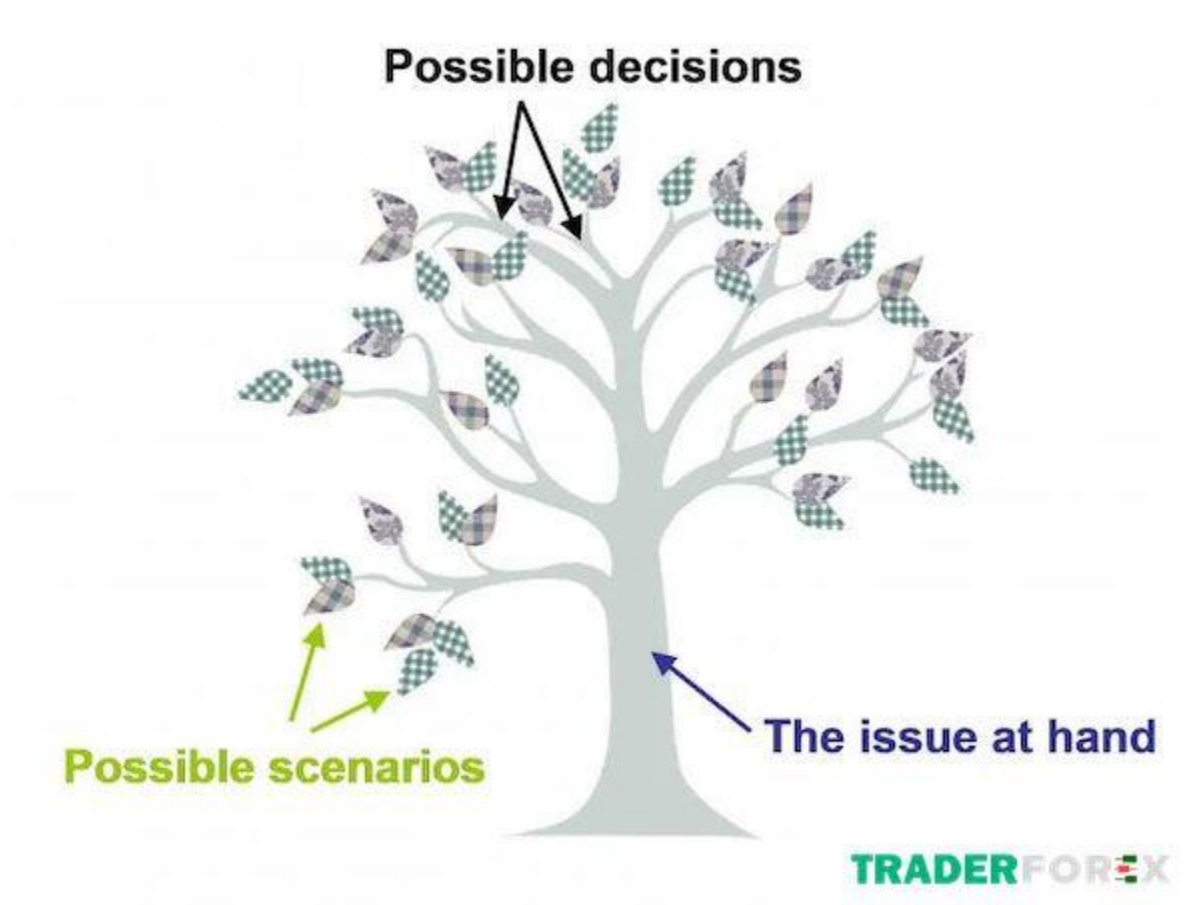 Possible decisions
The issue at hand
Possible scenarios
TRADERFOREX